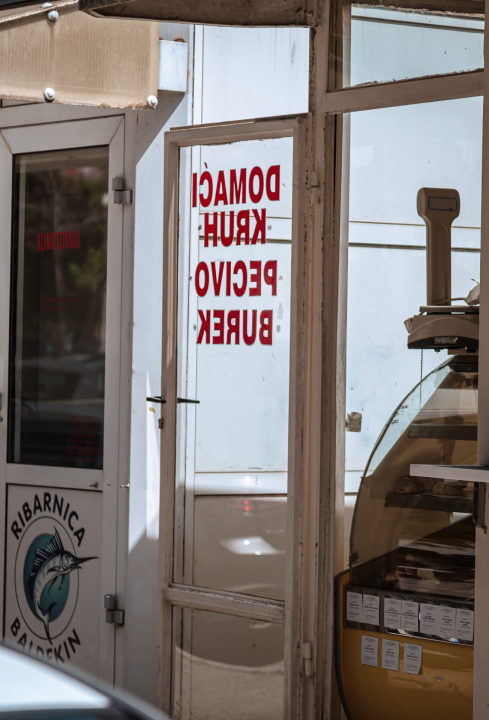 DOMAĆI
KRUH
PECIVO
BUREK
RIBARNICA
BALDEKIN